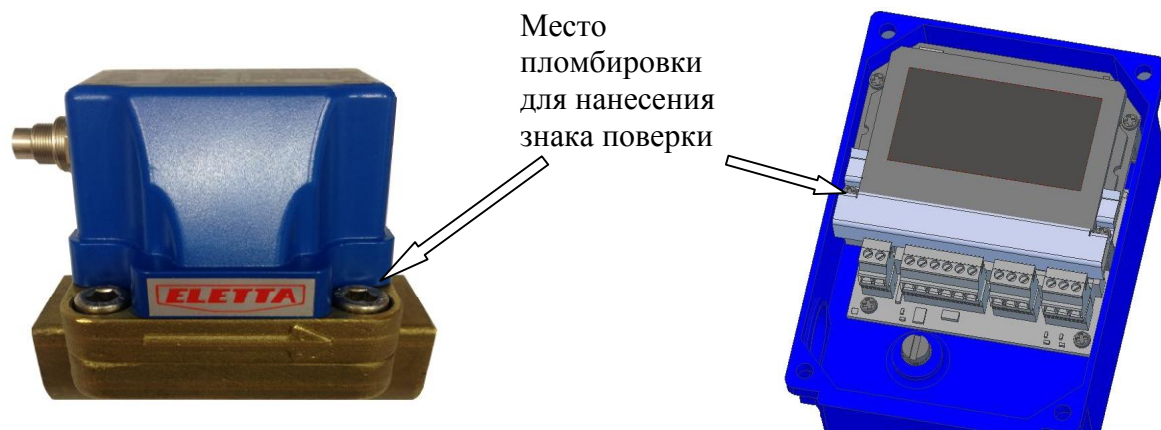 Место
пломбировки
для нанесения
знака поверки
ELETTA